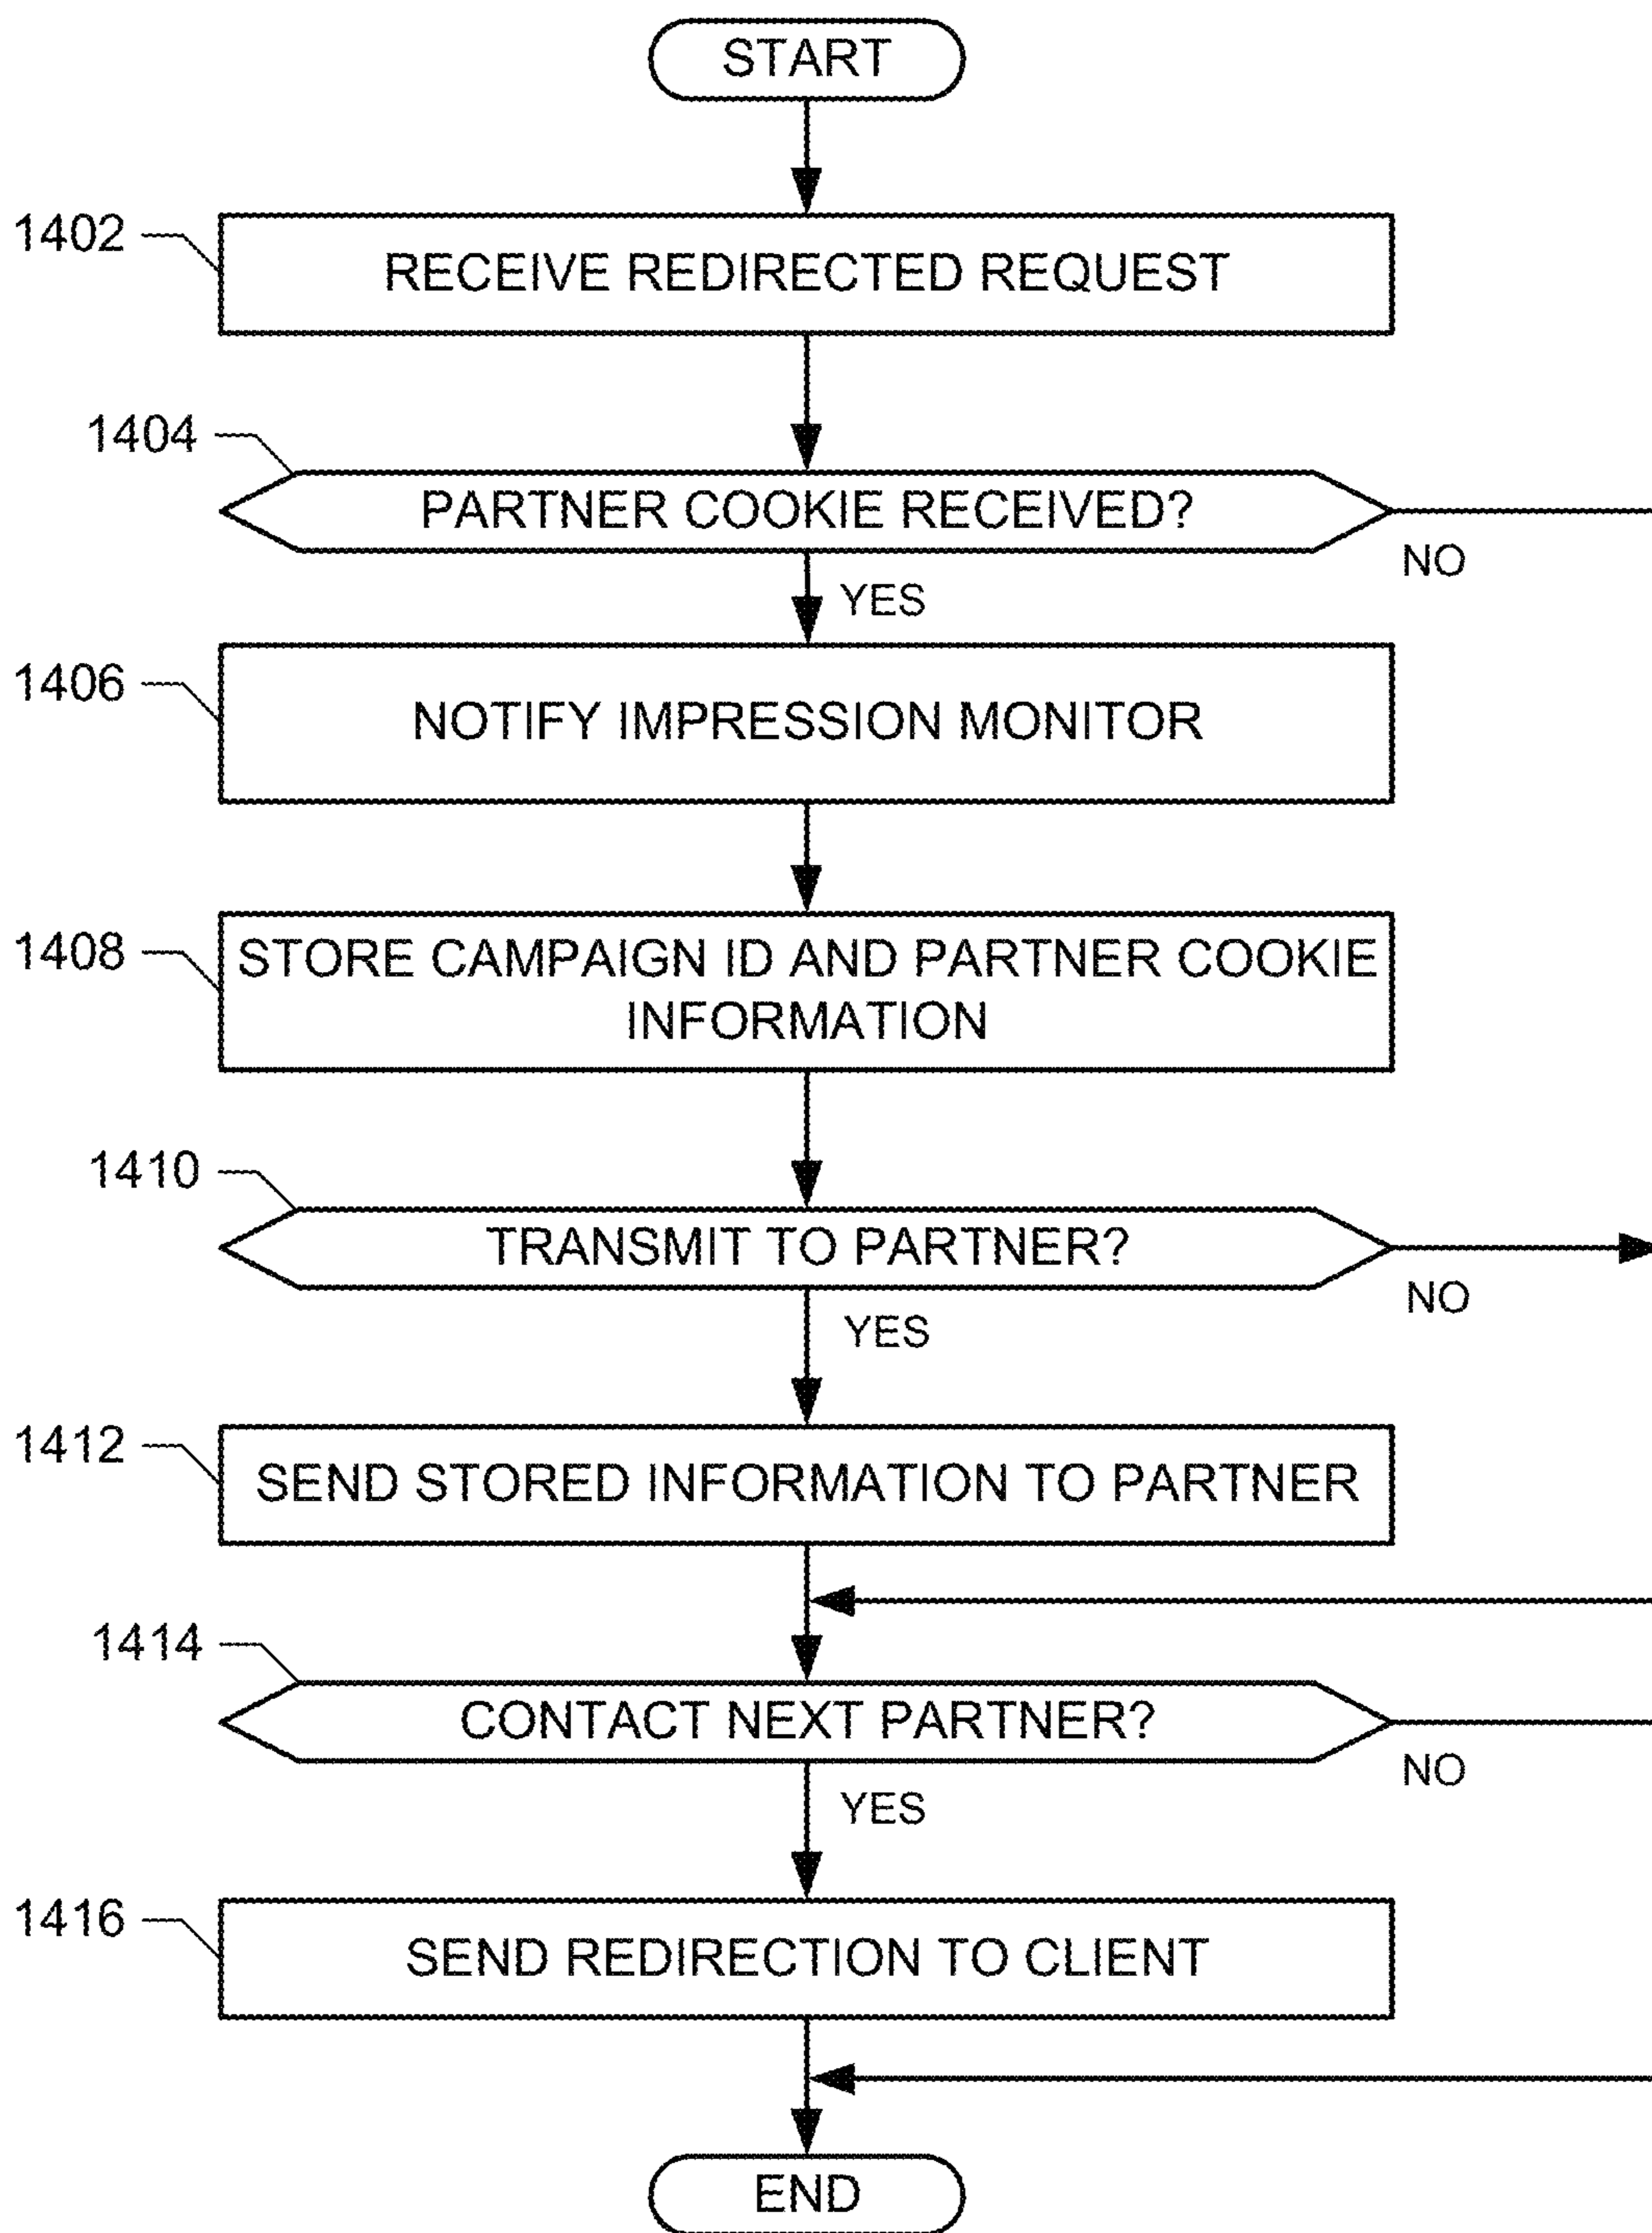 START
1402
RECEIVE REDIRECTED REQUEST
1404
PARTNER COOKIE RECEIVED?
NO
YES
1406
NOTIFY IMPRESSION MONITOR
1408
STORE CAMPAIGN ID AND PARTNER COOKIE
INFORMATION
1410
TRANSMIT TO PARTNER?
NO
YES
1412
SEND STORED INFORMATION TO PARTNER
1414
CONTACT NEXT PARTNER?
NO
YES
1416
SEND REDIRECTION TO CLIENT
END